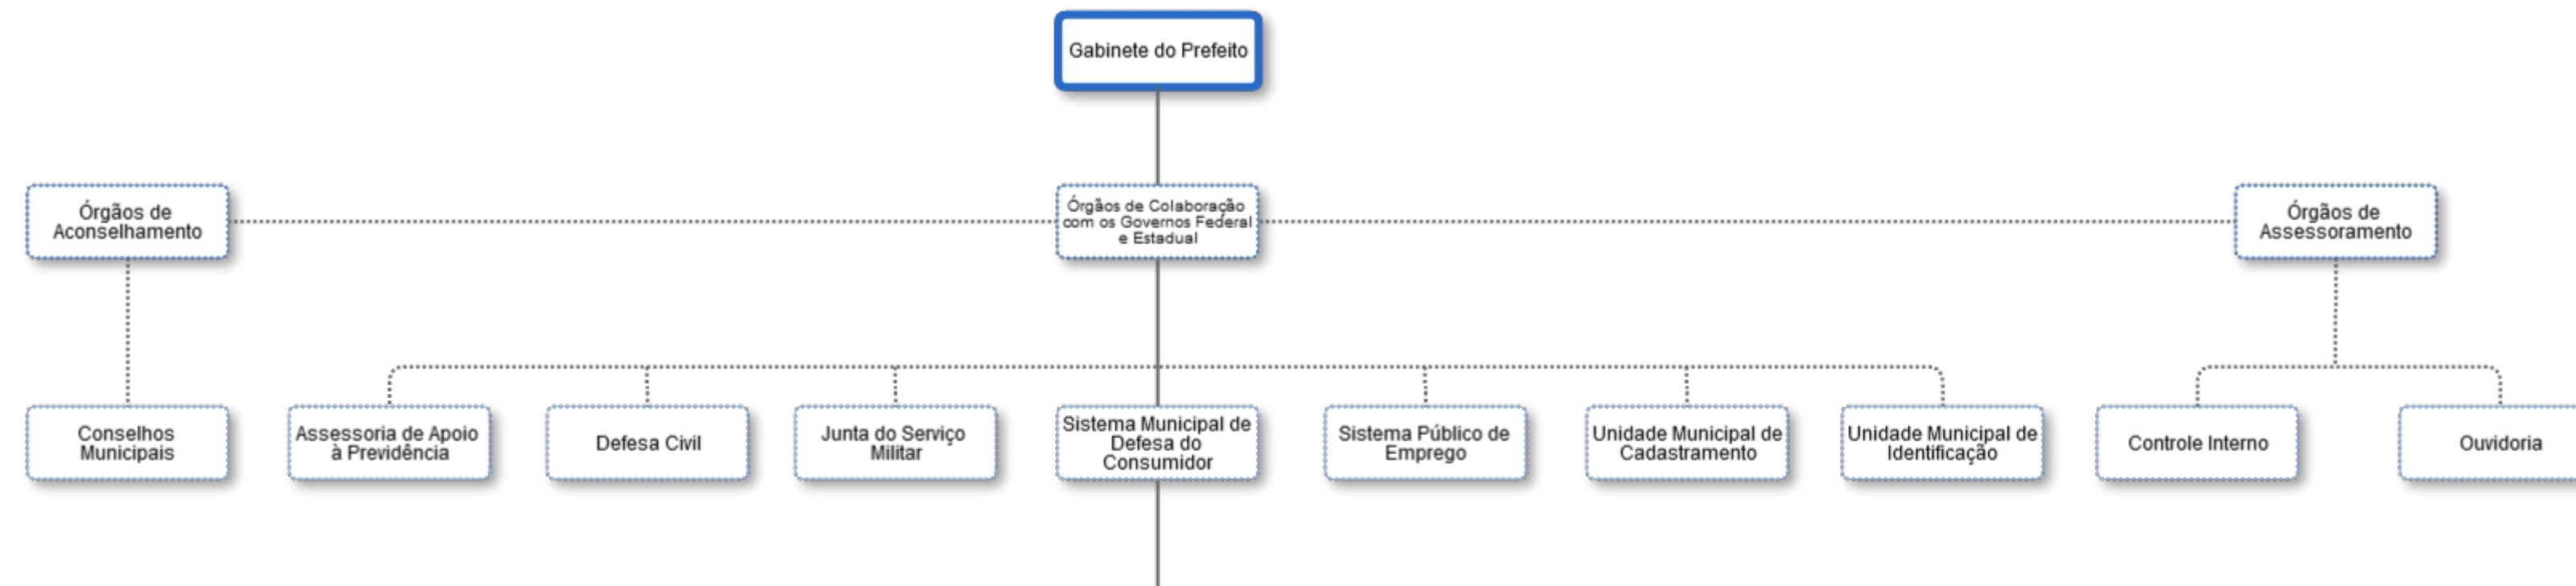 Gabinete do Prefeito
Órgãos de
Aconselhamento
Órgãos de Colaboração
com os Governos Federal
e Estadual
Órgãos de
Assessoramento
Conselhos
Municipais
Assessoria de Apoio
à Previdência
Defesa Civil
Junta do Serviço
Militar
Sistema Municipal de
Defesa do
Consumidor
Sistema Público de
Emprego
Unidade Municipal de
Cadastramento
Unidade Municipal de
Identificação
Controle Interno
Ouvidoria